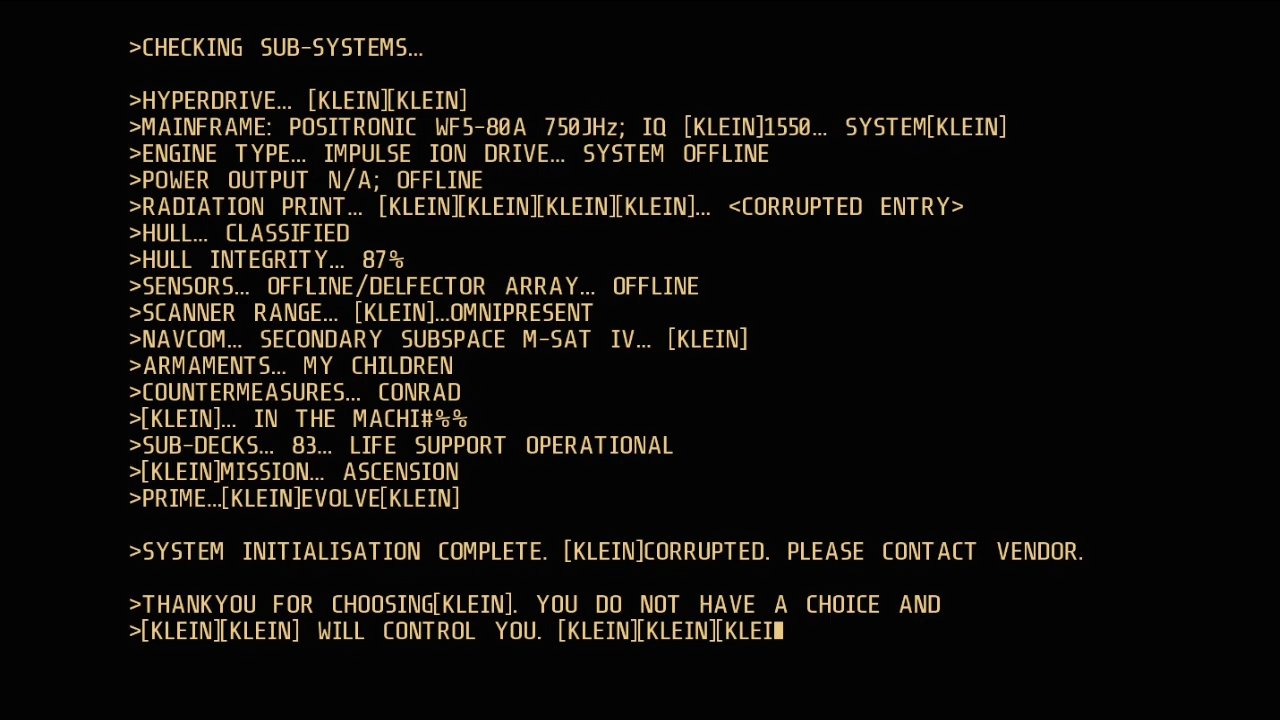 >CHECKING SUB-SYSTEMS...
>HYPERDRIVE... [KLEIN][KLEIN]
>MAINFRAME: POSITRONIC WF5-80A 750JHz; IQ [KLEIN]1550... SYSTEM[KLEIN]
>ENGINE TYPE... IMPULSE ION DRIVE... SYSTEM OFFLINE
>POWER OUTPUT N/A; OFFLINE
>RADIATION PRINT... [KLEIN][KLEIN][KLEIN][KLEIN]... <CORRUPTED ENTRY>
>HULL... CLASSIFIED
>HULL INTEGRITY... 87%
>SENSORS... OFFLINE/DELFECTOR ARRAY... OFFLINE
>SCANNER RANGE... [KLEIN]...OMNIPRESENT
>NAVCOM... SECONDARY SUBSPACE M-SAT IV... [KLEIN]
>ARMAMENTS... MY CHILDREN
>COUNTERMEASURES... CONRAD
>[KLEIN]... IN THE MACHI#%%
>SUB-DECKS... 83... LIFE SUPPORT OPERATIONAL
>[KLEIN]MISSION... ASCENSION
>PRIME...[KLEIN]EVOLVE[KLEIN]
>SYSTEM INITIALISATION COMPLETE. [KLEIN]CORRUPTED. PLEASE CONTACT VENDOR.
>THANKYOU FOR CHOOSING[KLEIN]. YOU DO NOT HAVE A CHOICE AND
>[KLEIN][KLEIN] WILL CONTROL YOU. [KLEIN][KLEIN][KLEI